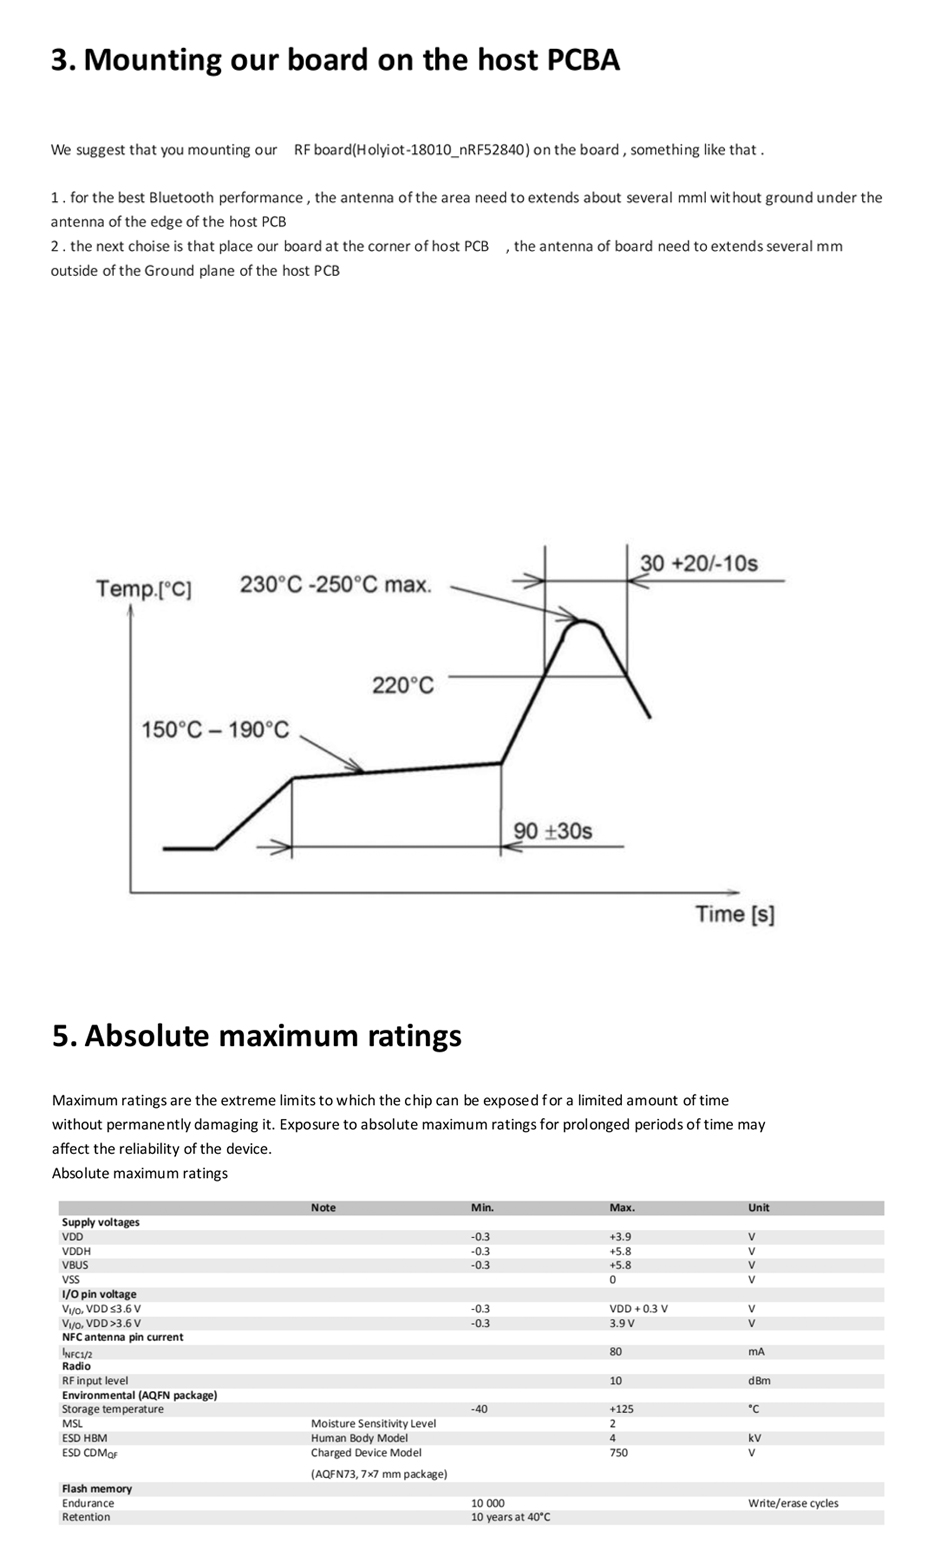 3. Mounting our board on the host PCBA
We suggest that you mounting our RF board(Holyiot-18010_nRF52840) on the board , something like that .
1 . for the best Bluetooth performance , the antenna of the area need to extends about several mml without ground under the
antenna of the edge of the host PCB
2 . the next choise is that place our board at the corner of host PCB , the antenna of board need to extends several mm
outside of the Ground plane of the host PCB
30 +20/-10s
Temp.[°C] 230°C -250°C max.
220°C
150°C – 190°C
90 ±30s
Time [s]
5. Absolute maximum ratings
Maximum ratings are the extreme limits to which the chip can be exposed for a limited amount of time
without permanently damaging it. Exposure to absolute maximum ratings for prolonged periods of time may
affect the reliability of the device.
Absolute maximum ratings
Note Min. Max. Unit
Supply voltages
VDD -0.3 +3.9 V
VDDH -0.3 +5.8 V
VBUS -0.3 +5.8 V
VSS 0 V
I/O pin voltage
VI/O, VDD ≤3.6 V -0.3 VDD + 0.3 V V
VI/O, VDD >3.6 V -0.3 3.9 V V
NFC antenna pin current
INFC1/2 80 mA
Radio
RF input level 10 dBm
Environmental (AQFN package)
Storage temperature -40 +125 °C
MSL Moisture Sensitivity Level 2
ESD HBM Human Body Model 4 kV
ESD CDMQF Charged Device Model 750 V
(AQFN73, 7×7 mm package)
Flash memory
Endurance 10 000 Write/erase cycles
Retention 10 years at 40°C